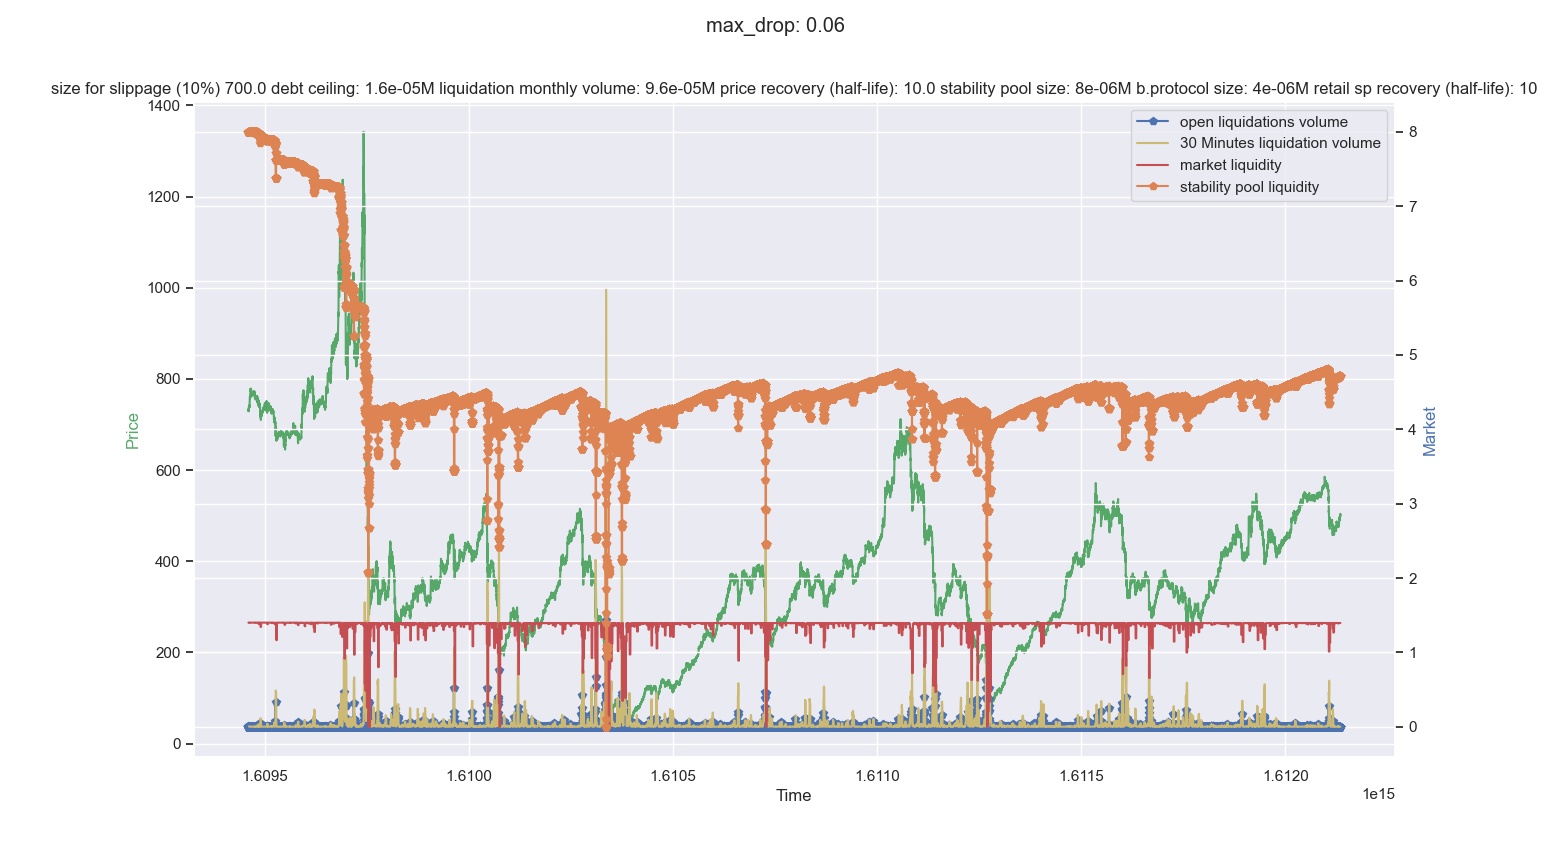 max_drop: 0.06
size for slippage (10%) 700.0 debt ceiling: 1.6e-05M liquidation monthly volume: 9.6e-05M price recovery (half-life): 10.0 stability pool size: 8e-06M b.protocol size: 4e-06M retail sp recovery (half-life): 10
open liquidations volume
30 Minutes liquidation volume
market liquidity
stability pool liquidity
1400
1200
1000
800
600
400
200
0
Price
8
7
6
5
4
3
2
1
0
Market
1.6095 1.6100 1.6105 1.6110 1.6115 1.6120
Time
1e15